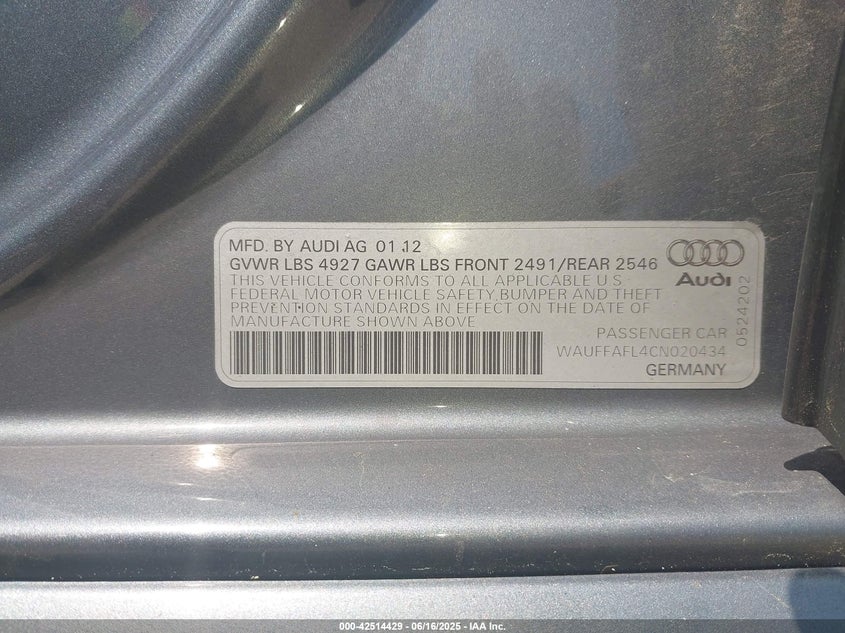 MFD. BY AUDI AG 01.12
GVWR LBS 4927 GAWR LBS FRONT 2491/REAR 2546
THIS VEHICLE CONFORMS TO ALL APPLICABLE U S
FEDERAL MOTOR VEHICLE SAFETY, BUMPER AND THEFT
PREVENTION STANDARDS IN EFFECT ON THE DATE OF
MANUFACTURE SHOWN ABOVE
Audi
0524202
PASSENGER CAR
WAUFFAFL4CN020434
GERMANY
000-42514429 - 06/16/2025 - IAA Inc.